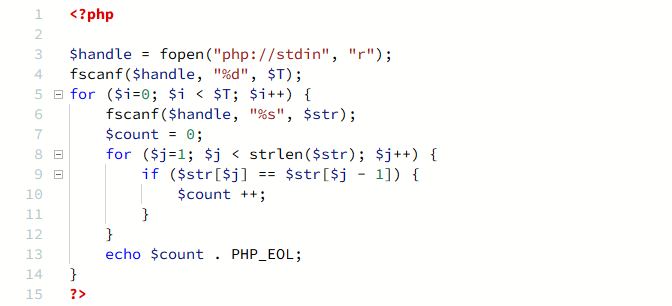 1 <?php
2
3 $handle = fopen("php://stdin", "r");
4 fscanf($handle, "%d", $T);
5 for ($i=0; $i < $T; $i++) {
6     fscanf($handle, "%s", $str);
7     $count = 0;
8     for ($j=1; $j < strlen($str); $j++) {
9         if ($str[$j] == $str[$j - 1]) {
10             $count ++;
11         }
12     }
13     echo $count . PHP_EOL;
14 }
15 ?>